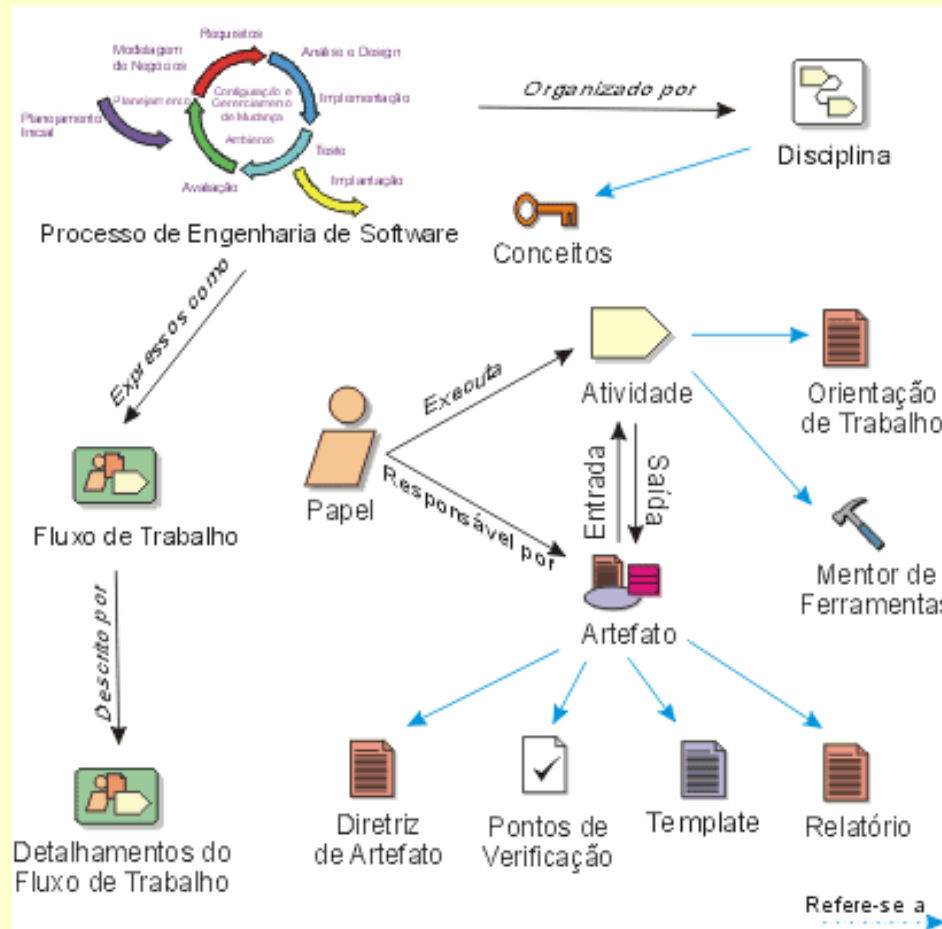 Requisitos
Modelagem
de Negócios
Análise e Design
Planejamento
Configuração e
Gerenciamento
de Mudança
Implementação
Planejamento
Inicial
Ambiente
Teste
Avaliação
Implantação
Processo de Engenharia de Software
Organizado por
Disciplina
Conceitos
Expressos como
Executa
Atividade
Orientação
de Trabalho
Papel
Responsável por
Entrada
Saída
Fluxo de Trabalho
Mentor de
Ferramentas
Artefato
Descrito por
Diretriz
de Artefato
Pontos de
Verificação
Template
Relatório
Detalhamentos do
Fluxo de Trabalho
Refere-se a